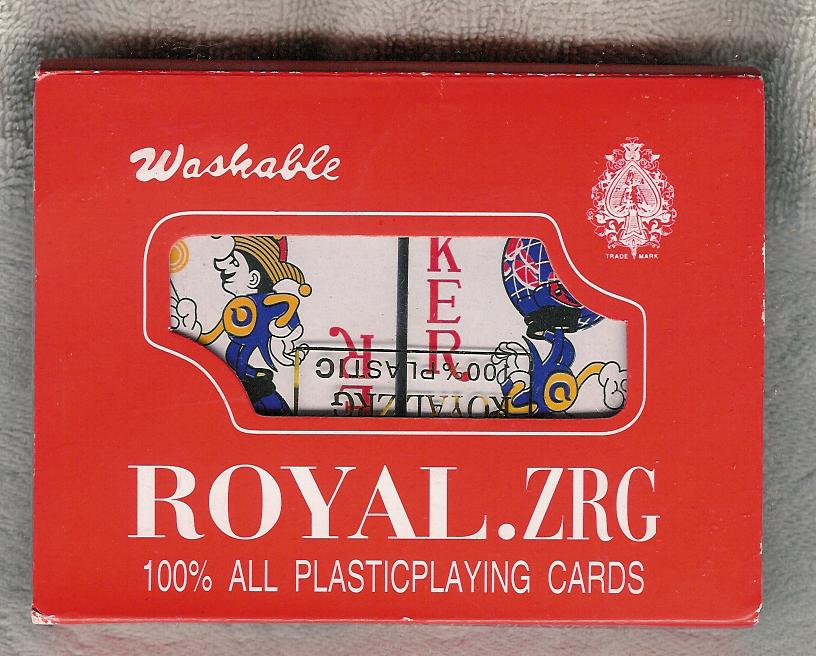 Washable
TRADE MARK
KER
100% PLASTIC
ROYAL ZRG
ROYAL.ZRG
100% ALL PLASTICPLAYING CARDS